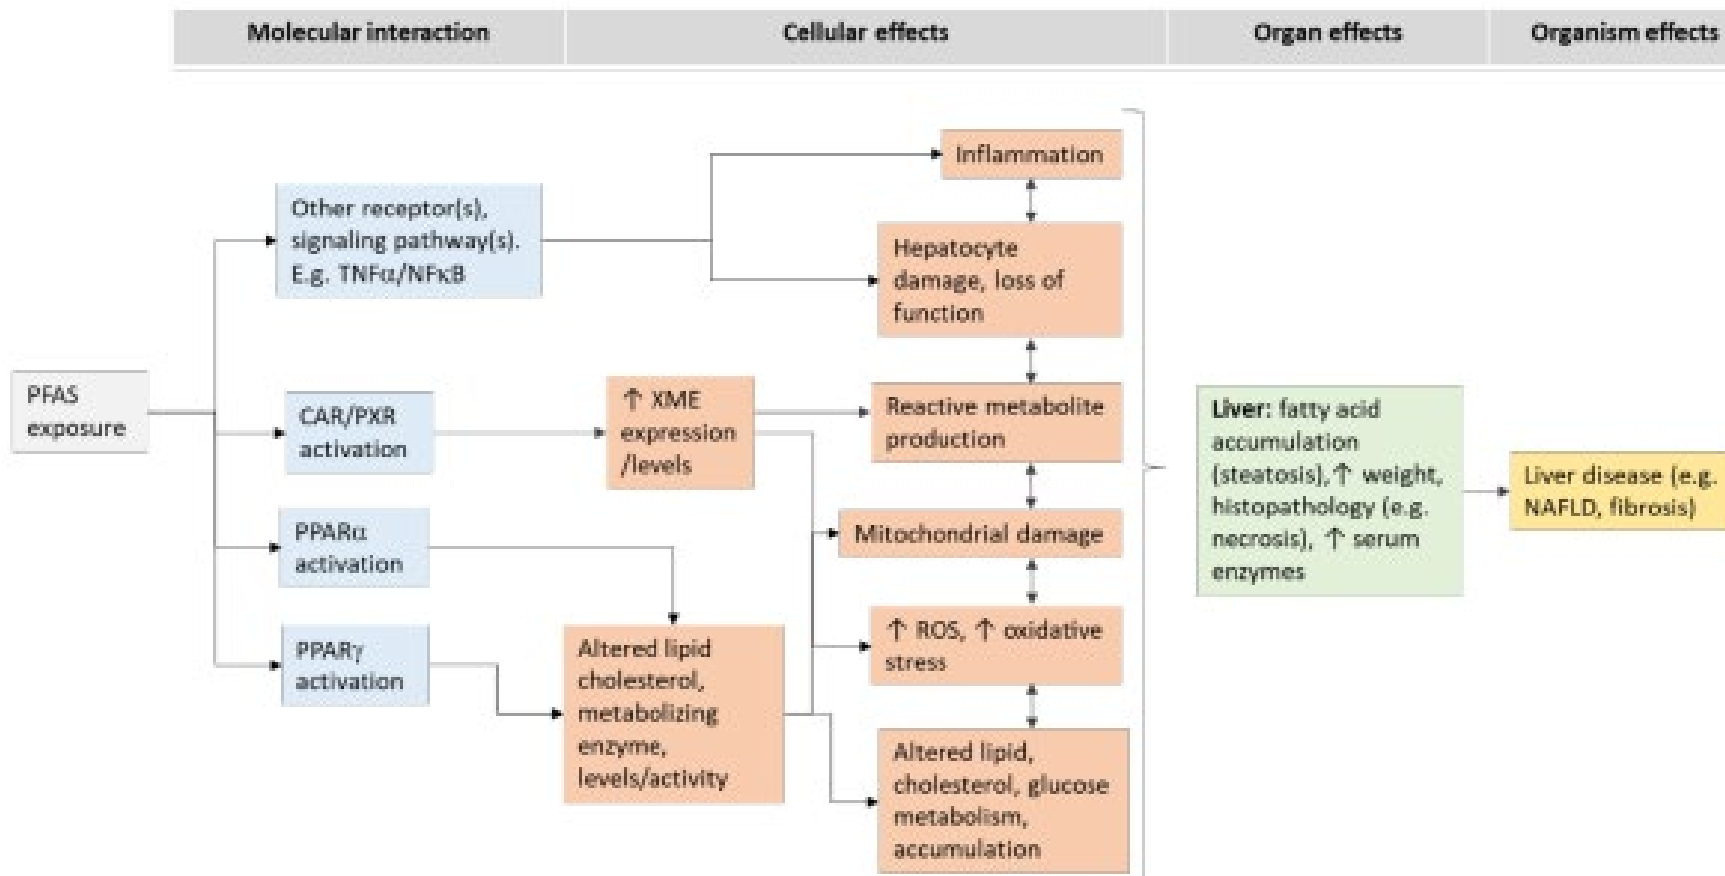 Molecular interaction
Cellular effects
Organ effects
Organism effects
Inflammation
Other receptor(s),
signaling pathway(s).
E.g. TNFα/NFκB
Hepatocyte
damage, loss of
function
PFAS
exposure
CAR/PXR
activation
↑ XME
expression
/levels
Reactive metabolite
production
Liver: fatty acid
accumulation
(steatosis),↑ weight,
histopathology (e.g.
necrosis), ↑ serum
enzymes
Liver disease (e.g.
NAFLD, fibrosis)
PPARα
activation
Mitochondrial damage
PPARγ
activation
Altered lipid
cholesterol,
metabolizing
enzyme,
levels/activity
↑ ROS, ↑ oxidative
stress
Altered lipid,
cholesterol, glucose
metabolism,
accumulation